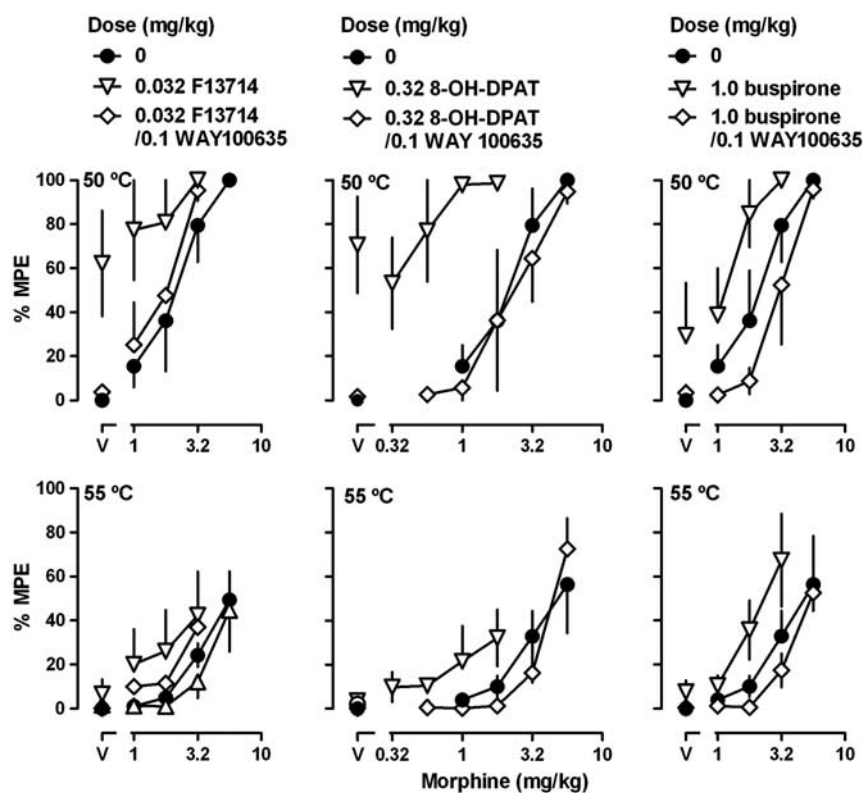 Dose (mg/kg)
0
0.032 F13714
0.032 F13714
/0.1 WAY100635
Dose (mg/kg)
0
0.32 8-OH-DPAT
0.32 8-OH-DPAT
/0.1 WAY 100635
Dose (mg/kg)
0
1.0 buspirone
1.0 buspirone
/0.1 WAY100635
% MPE
100
80
60
40
20
0
50 ºC
V
1
3.2
10
50 ºC
V
0.32
1
3.2
10
50 ºC
V
1
3.2
10
% MPE
100
80
60
40
20
0
55 ºC
V
1
3.2
10
55 ºC
V
0.32
1
3.2
10
55 ºC
V
1
3.2
10
Morphine (mg/kg)